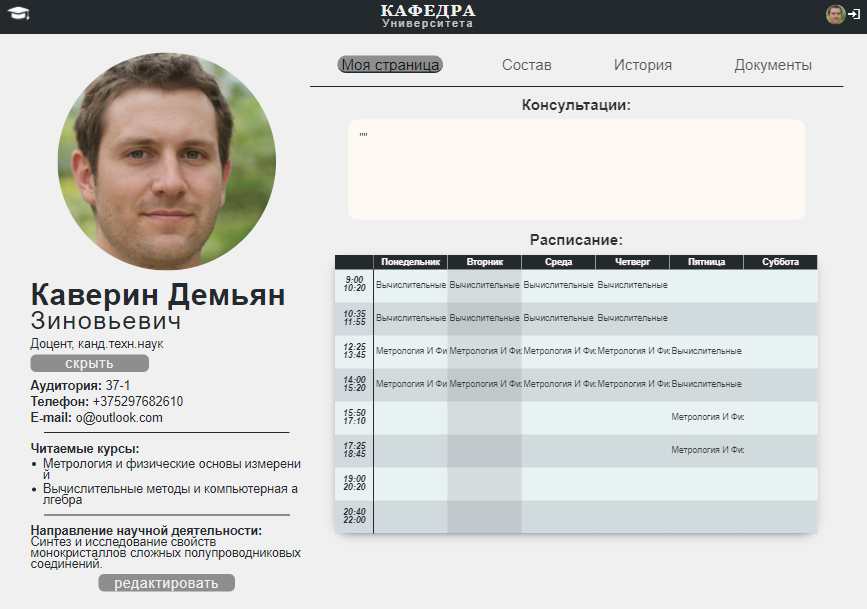 КАФЕДРА
Университета
Моя страница
Состав
История
Документы
Каверин Демьян
Зиновьевич
Доцент, канд.техн.наук
скрыть
Аудитория: 37-1
Телефон: +375297682610
E-mail: o@outlook.com
Читаемые курсы:
Метрология и физические основы измерени
й
Вычислительные методы и компьютерная а
лгебра
Направление научной деятельности:
Синтез и исследование свойств
монокристаллов сложных полупроводниковых
соединений.
редактировать
Консультации:
""
Расписание:
Понедельник Вторник Среда Четверг Пятница Суббота
9:00
10:20
Вычислительные Вычислительные Вычислительные Вычислительные
10:35
11:55
Вычислительные Вычислительные Вычислительные Вычислительные
12:25
13:45
Метрология И Фи Метрология И Фи: Метрология И Фи: Метрология И Фи: Вычислительные
14:00
15:20
Метрология И Фи Метрология И Фи: Метрология И Фи: Метрология И Фи: Вычислительные
15:50
17:10
Метрология И Фи:
17:25
18:45
Метрология И Фи:
19:00
20:20
20:40
22:00